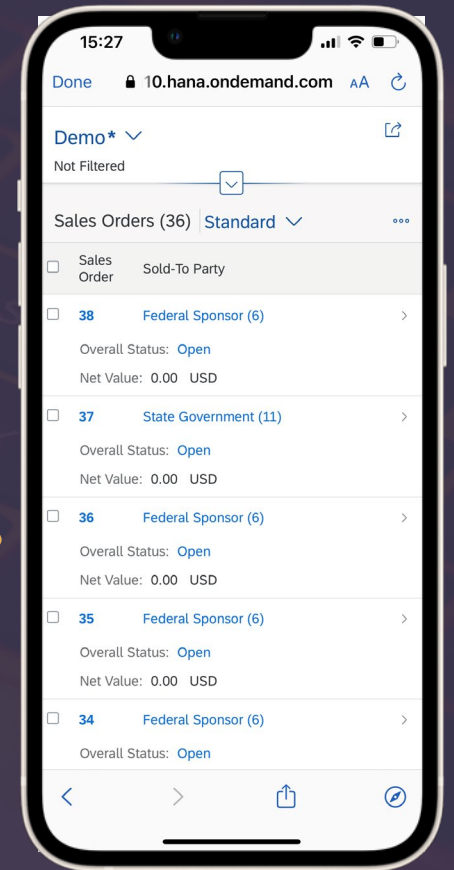 15:27
Done 10.hana.ondemand.com AA
Demo*
Not Filtered
Sales Orders (36) Standard
Sales Order Sold-To Party
38 Federal Sponsor (6)
Overall Status: Open
Net Value: 0.00 USD
37 State Government (11)
Overall Status: Open
Net Value: 0.00 USD
36 Federal Sponsor (6)
Overall Status: Open
Net Value: 0.00 USD
35 Federal Sponsor (6)
Overall Status: Open
Net Value: 0.00 USD
34 Federal Sponsor (6)
Overall Status: Open